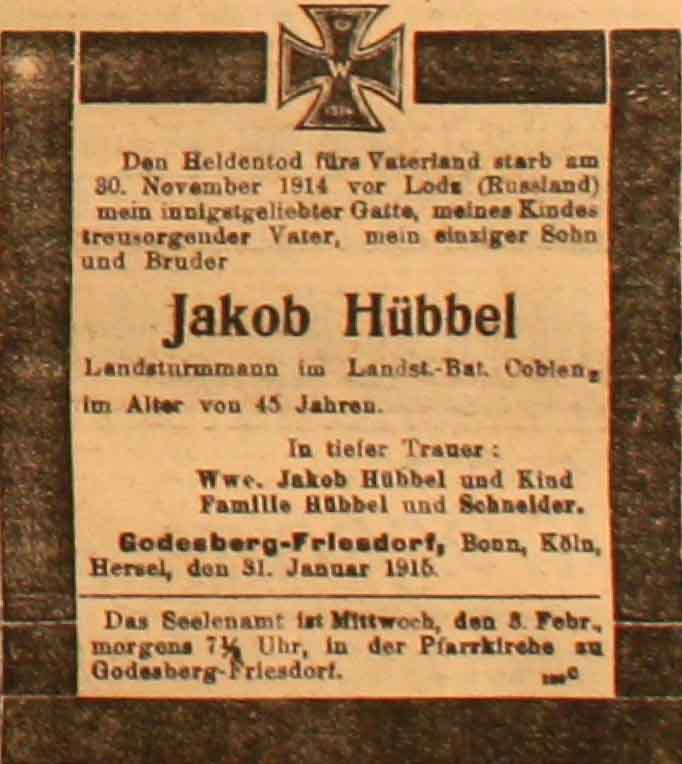 W
1914
Den Heldentod fürs Vaterland starb am
30. November 1914 vor Lodz (Russland)
mein innigstgeliebter Gatte, meines Kindes
treusorgender Vater, mein einziger Sohn
und Bruder
Jakob Hübbel
Landsturmmann im Landst.-Bat. Coblenz
im Alter von 45 Jahren.
In tiefer Trauer:
Wwe. Jakob Hübbel und Kind
Familie Hübbel und Schneider.
Godesberg-Friesdorf, Bonn, Köln,
Hersel, den 31. Januar 1915.
Das Seelenamt ist Mittwoch, den 3. Febr.,
morgens 7¼ Uhr, in der Pfarrkirche zu
Godesberg-Friesdorf.